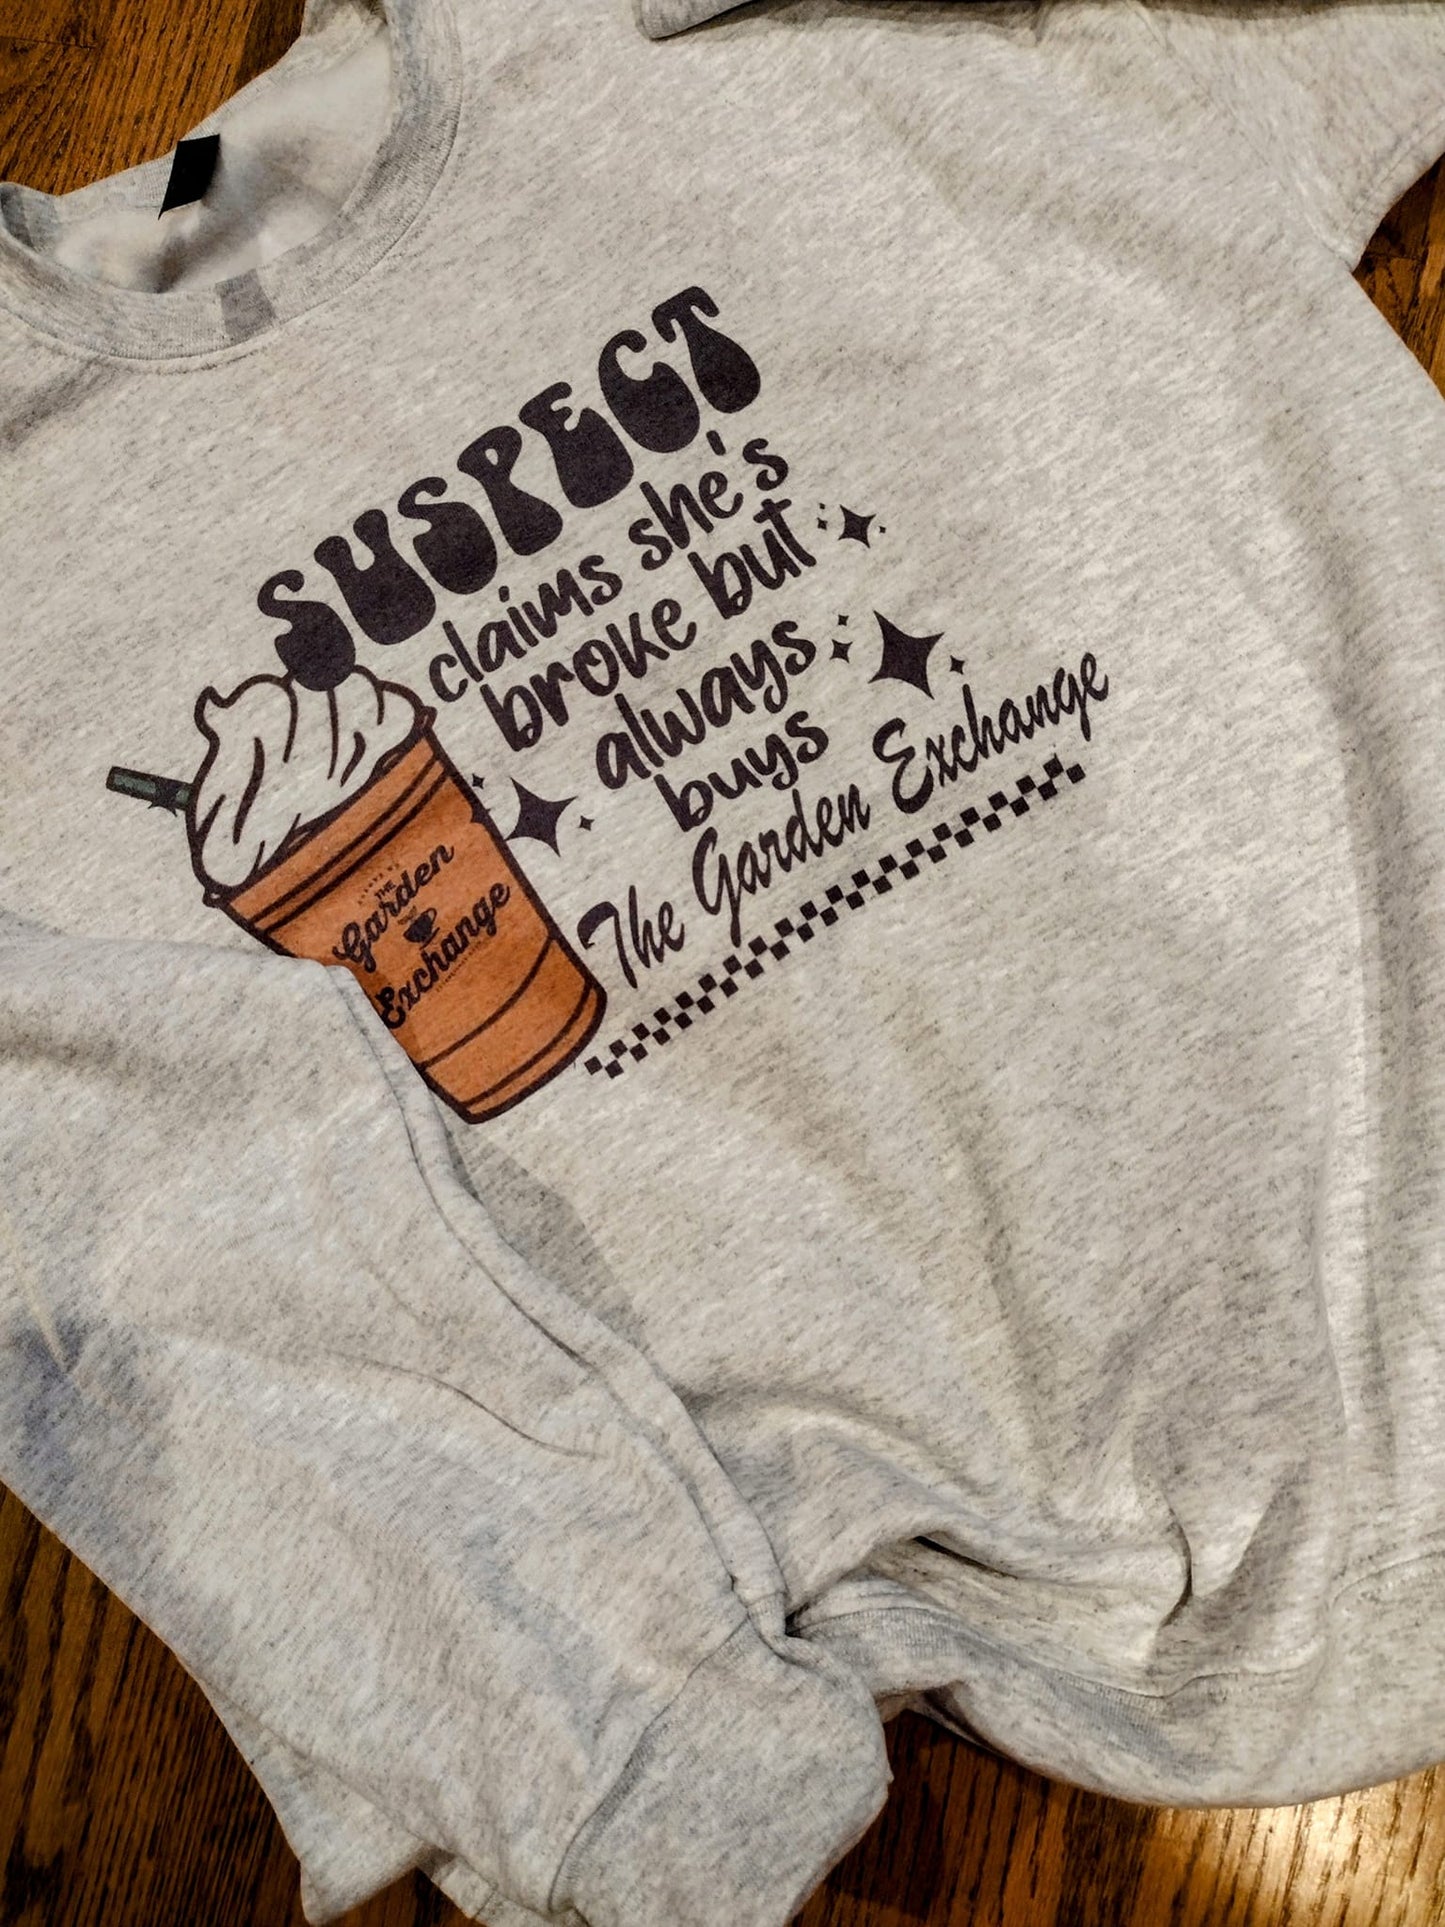 SUSPECT
claims she's
broke but
always
buys
The Garden Exchange
THE
Garden
Exchange